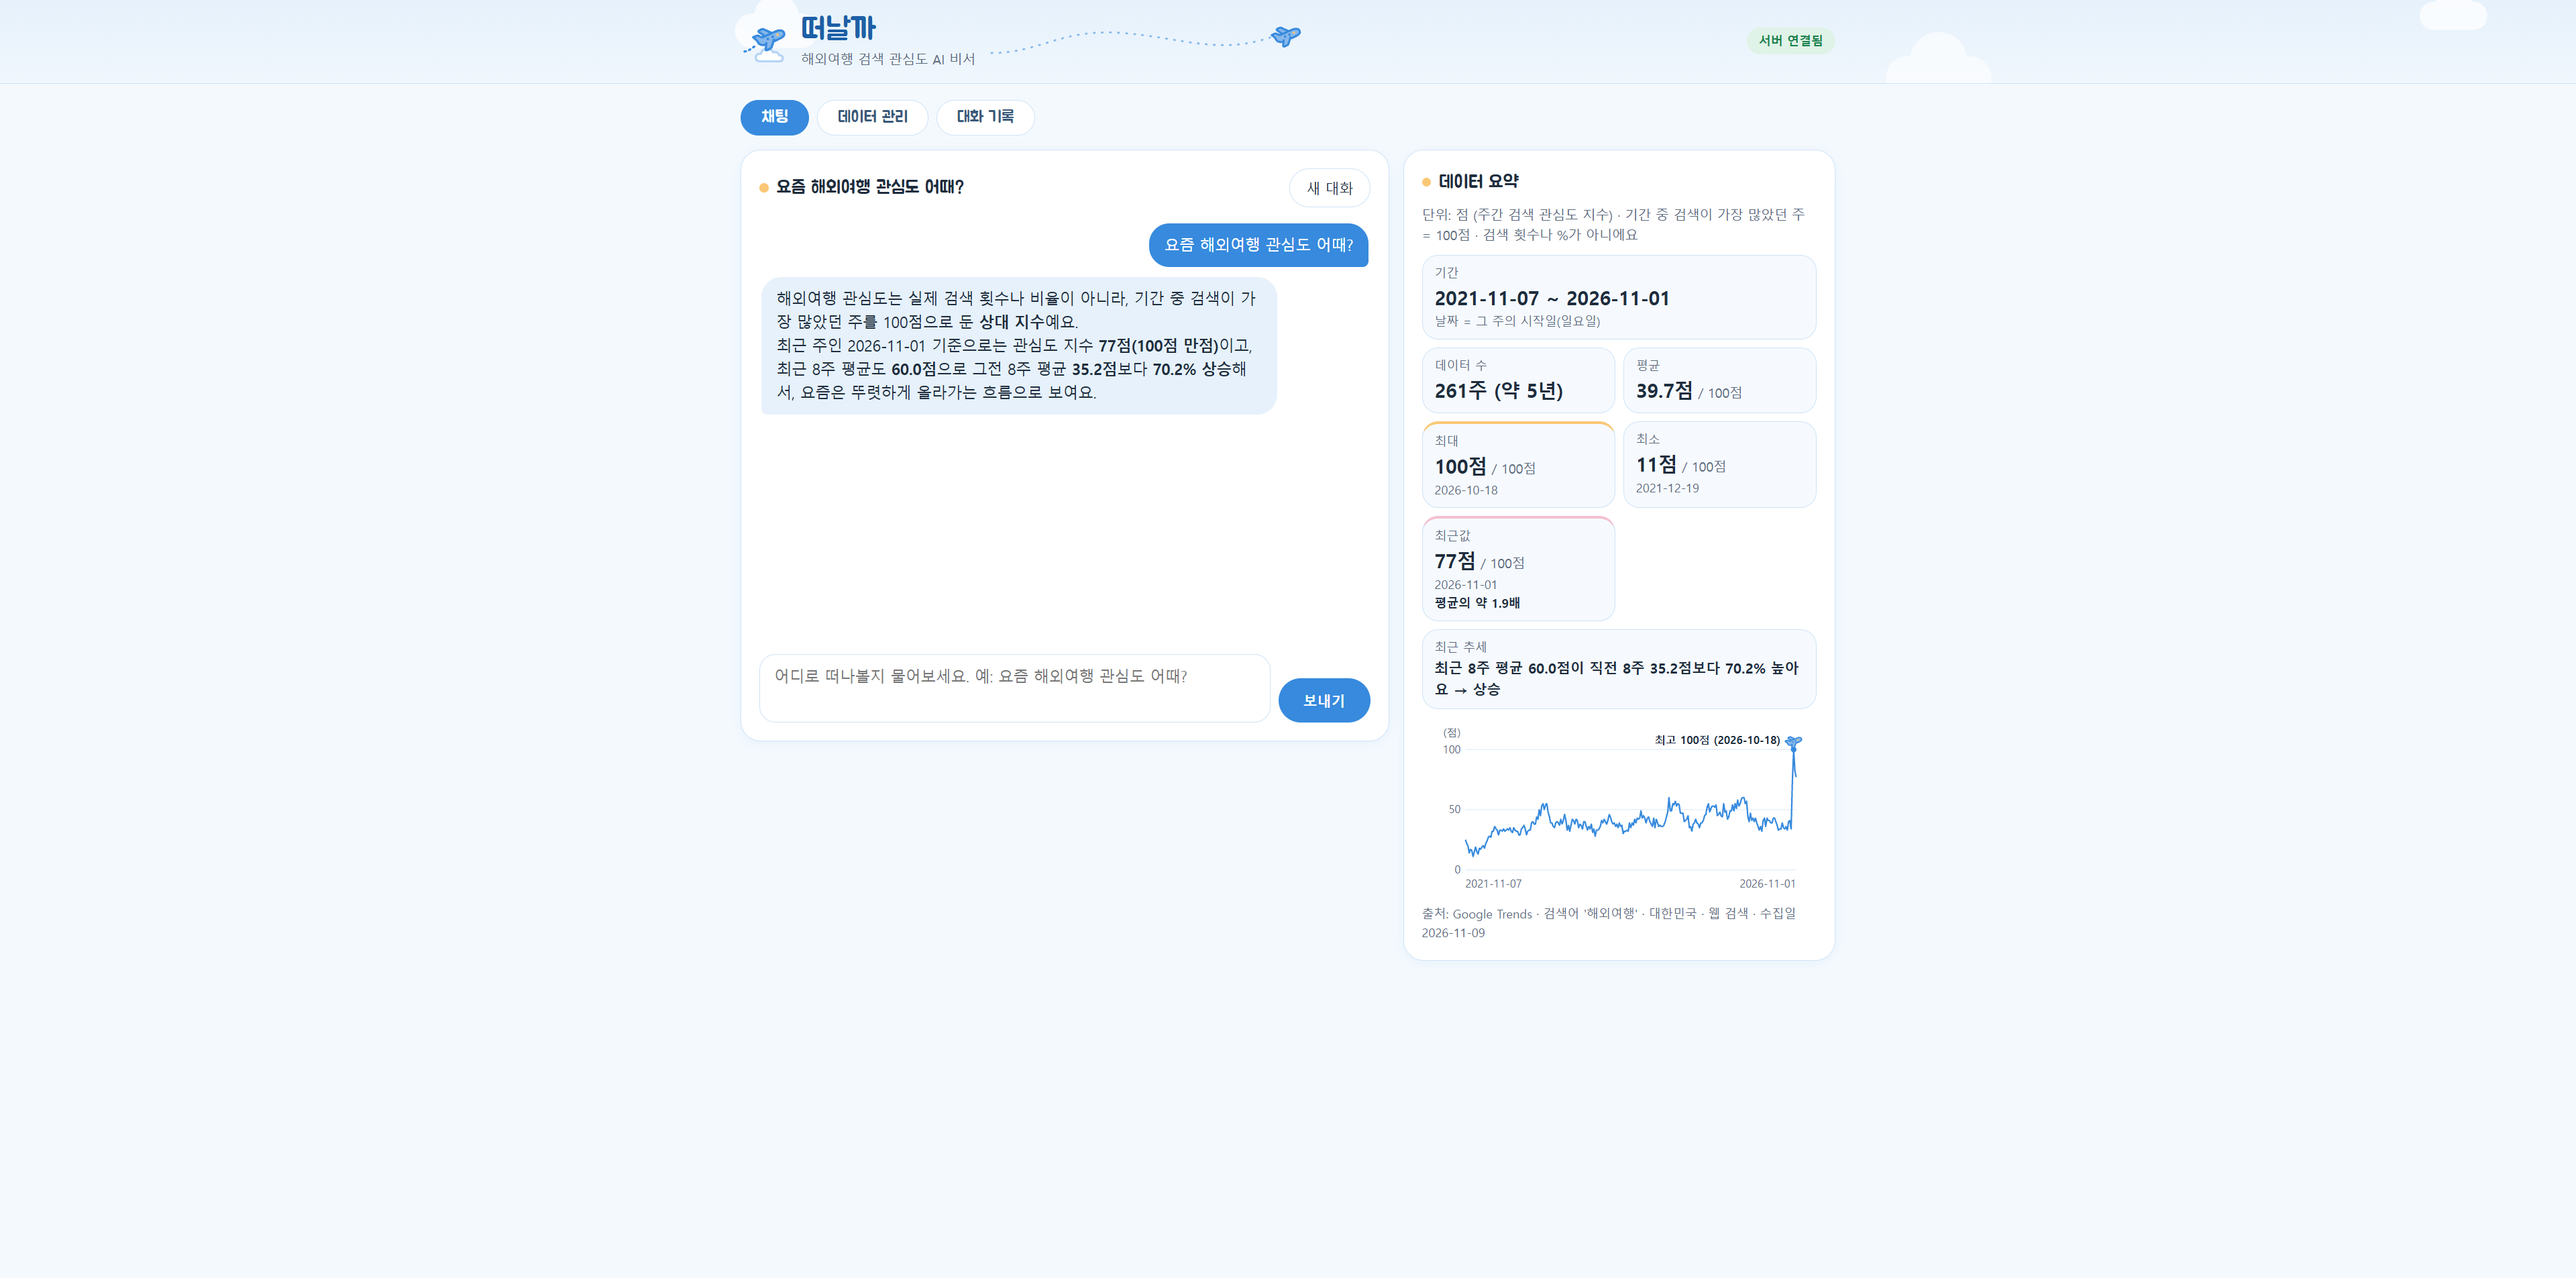 떠날까
해외여행 검색 관심도 AI 비서
서버 연결됨
채팅
데이터 관리
대화 기록
요즘 해외여행 관심도 어때?
새 대화
요즘 해외여행 관심도 어때?
해외여행 관심도는 실제 검색 횟수나 비율이 아니라, 기간 중 검색이 가
장 많았던 주를 100점으로 둔 상대 지수예요.
최근 주인 2026-11-01 기준으로는 관심도 지수 77점(100점 만점)이고,
최근 8주 평균도 60.0점으로 그전 8주 평균 35.2점보다 70.2% 상승해
서, 요즘은 뚜렷하게 올라가는 흐름으로 보여요.
어디로 떠나볼지 물어보세요. 예: 요즘 해외여행 관심도 어때?
보내기
데이터 요약
단위: 점 (주간 검색 관심도 지수) · 기간 중 검색이 가장 많았던 주
= 100점 · 검색 횟수나 %가 아니에요
기간
2021-11-07 ~ 2026-11-01
날짜 = 그 주의 시작일(일요일)
데이터 수
261주 (약 5년)
평균
39.7점 / 100점
최대
100점 / 100점
2026-10-18
최소
11점 / 100점
2021-12-19
최근값
77점 / 100점
2026-11-01
평균의 약 1.9배
최근 추세
최근 8주 평균 60.0점이 직전 8주 35.2점보다 70.2% 높아
요 → 상승
(점)
최고 100점 (2026-10-18)
100
50
0
2021-11-07
2026-11-01
출처: Google Trends · 검색어 '해외여행' · 대한민국 · 웹 검색 · 수집일
2026-11-09